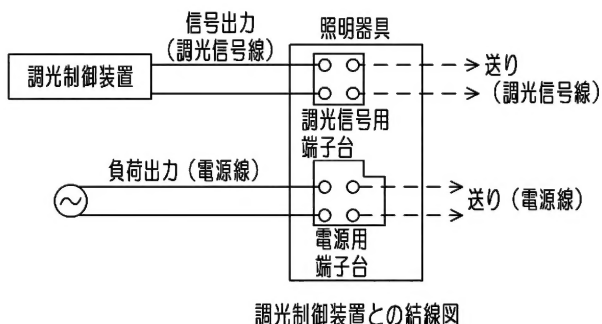 信号出力
(調光信号線)
照明器具
調光制御装置
送り
(調光信号線)
調光信号用
端子台
負荷出力(電源線)
送り(電源線)
電源用
端子台
調光制御装置との結線図